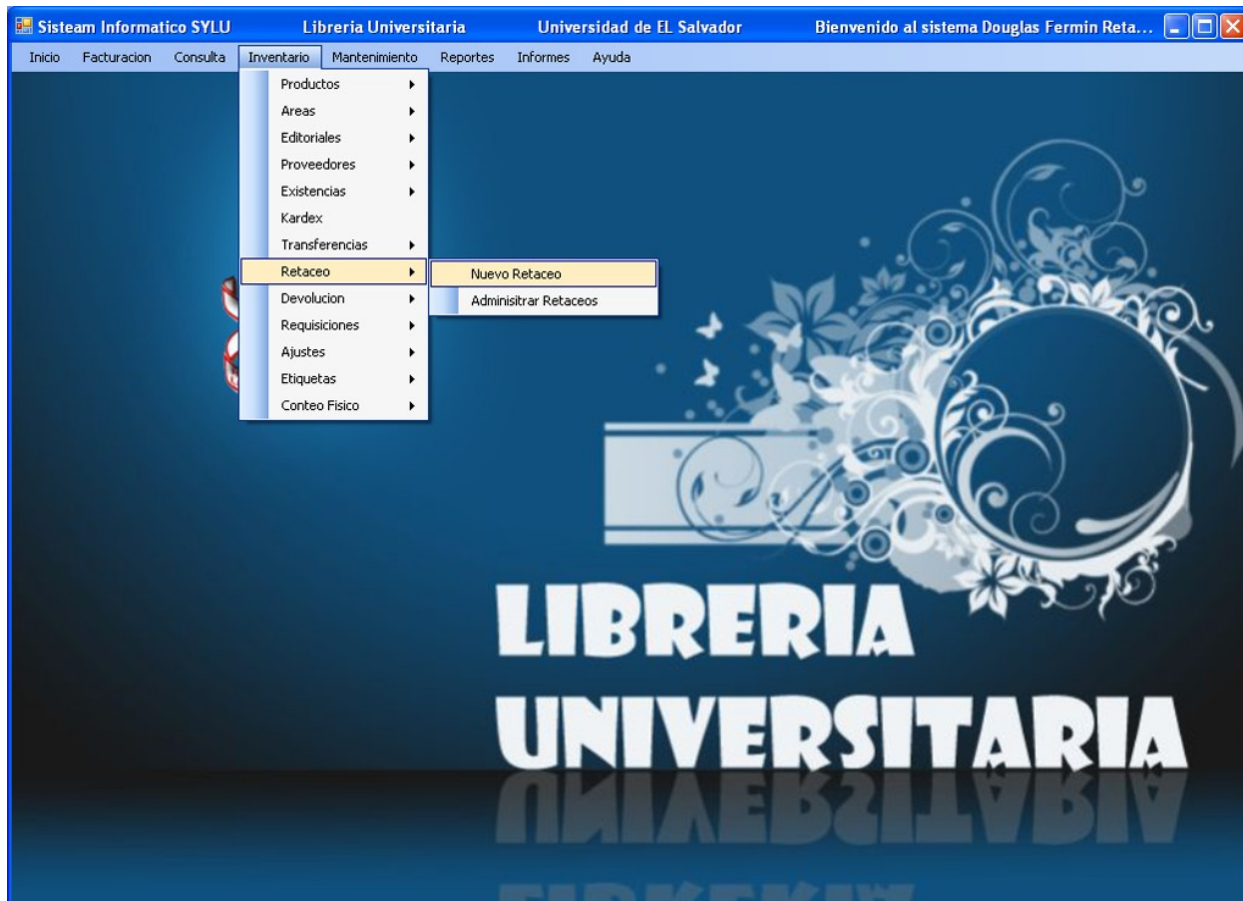 Sisteam Informatico SYLU Libreria Universitaria Universidad de EL Salvador Bienvenido al sistema Douglas Fermin Reta...
Inicio Facturacion Consulta Inventario Mantenimiento Reportes Informes Ayuda
Productos
Areas
Editoriales
Proveedores
Existencias
Kardex
Transferencias
Retaceo
Nuevo Retaceo
Devolucion
Adminisitrar Retaceos
Requisiciones
Ajustes
Etiquetas
Conteo Fisico
LIBRERIA
UNIVERSITARIA